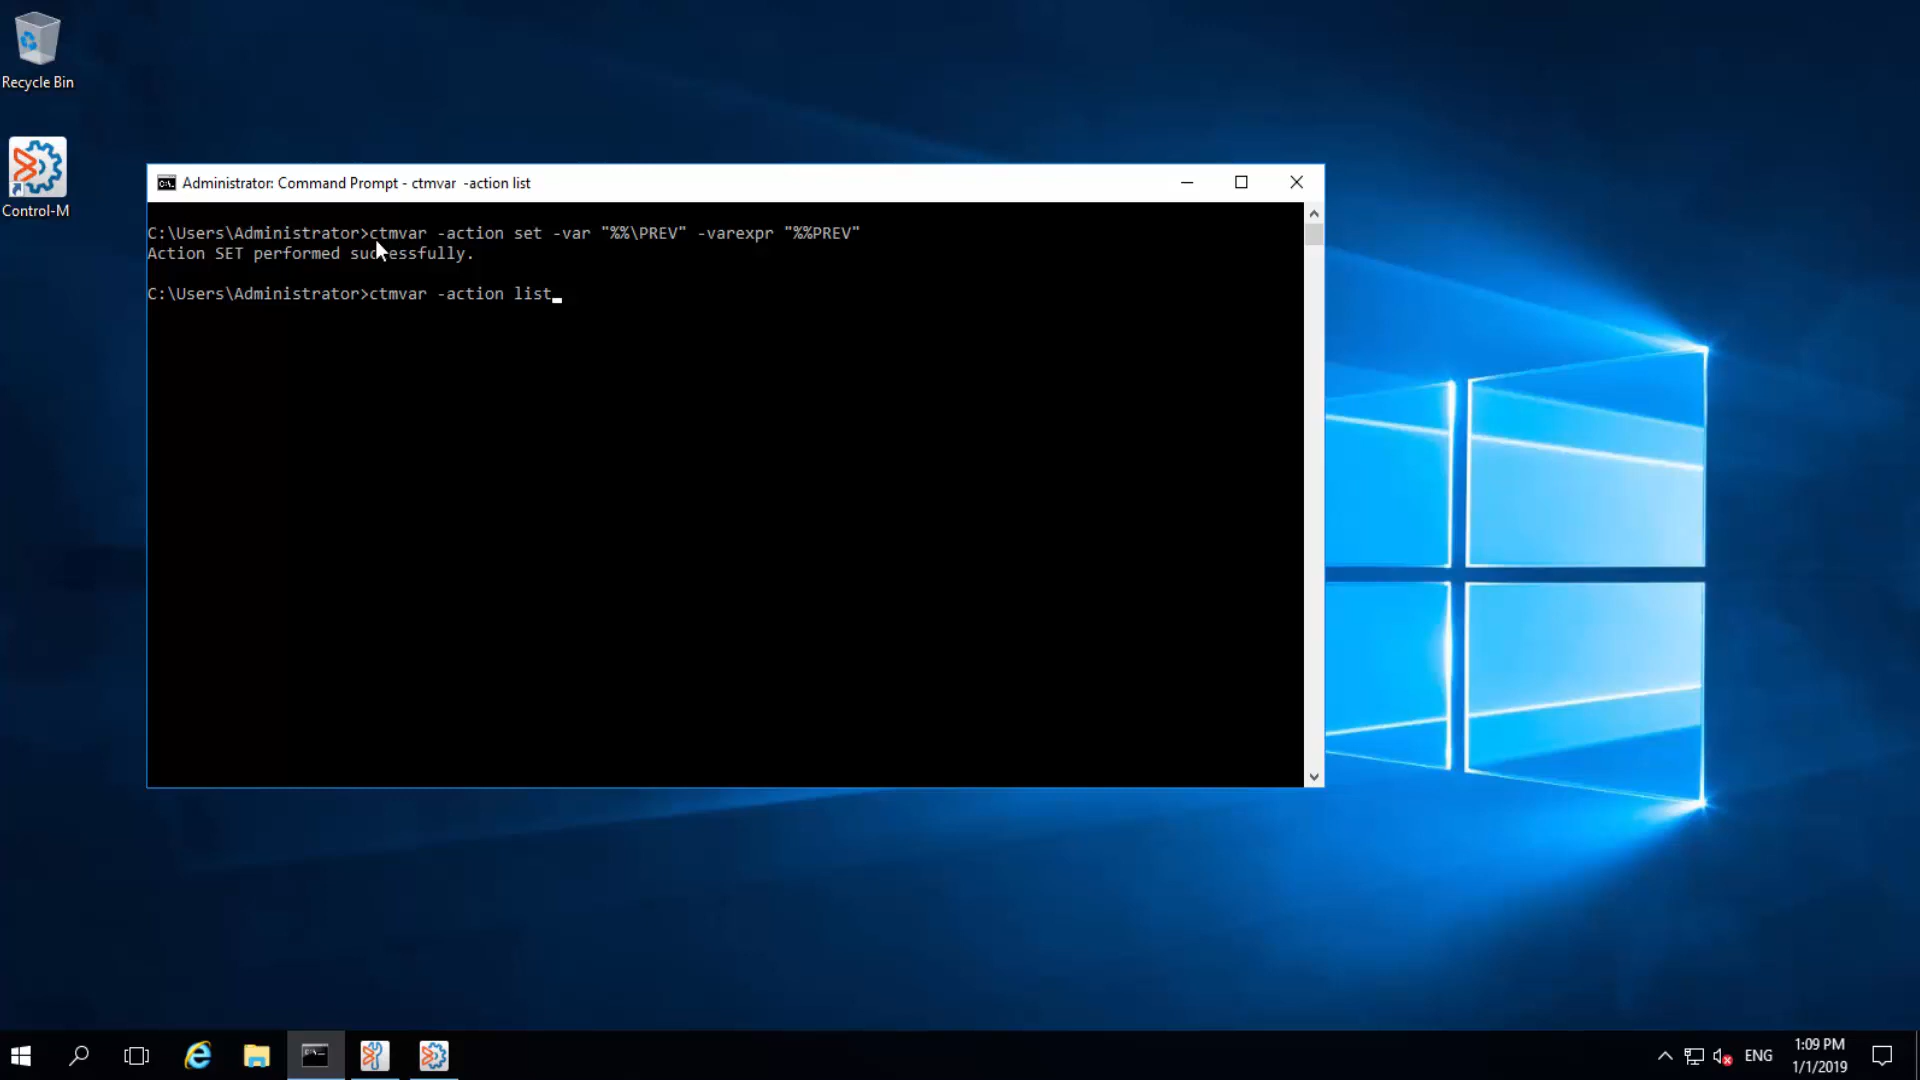 Recycle Bin
Control-M
Administrator: Command Prompt - ctmvar  -action list
C:\Users\Administrator>ctmvar -action set -var "%%\PREV" -varexpr "%%PREV"
Action SET performed successfully.
C:\Users\Administrator>ctmvar -action list
ENG
1:09 PM
1/1/2019